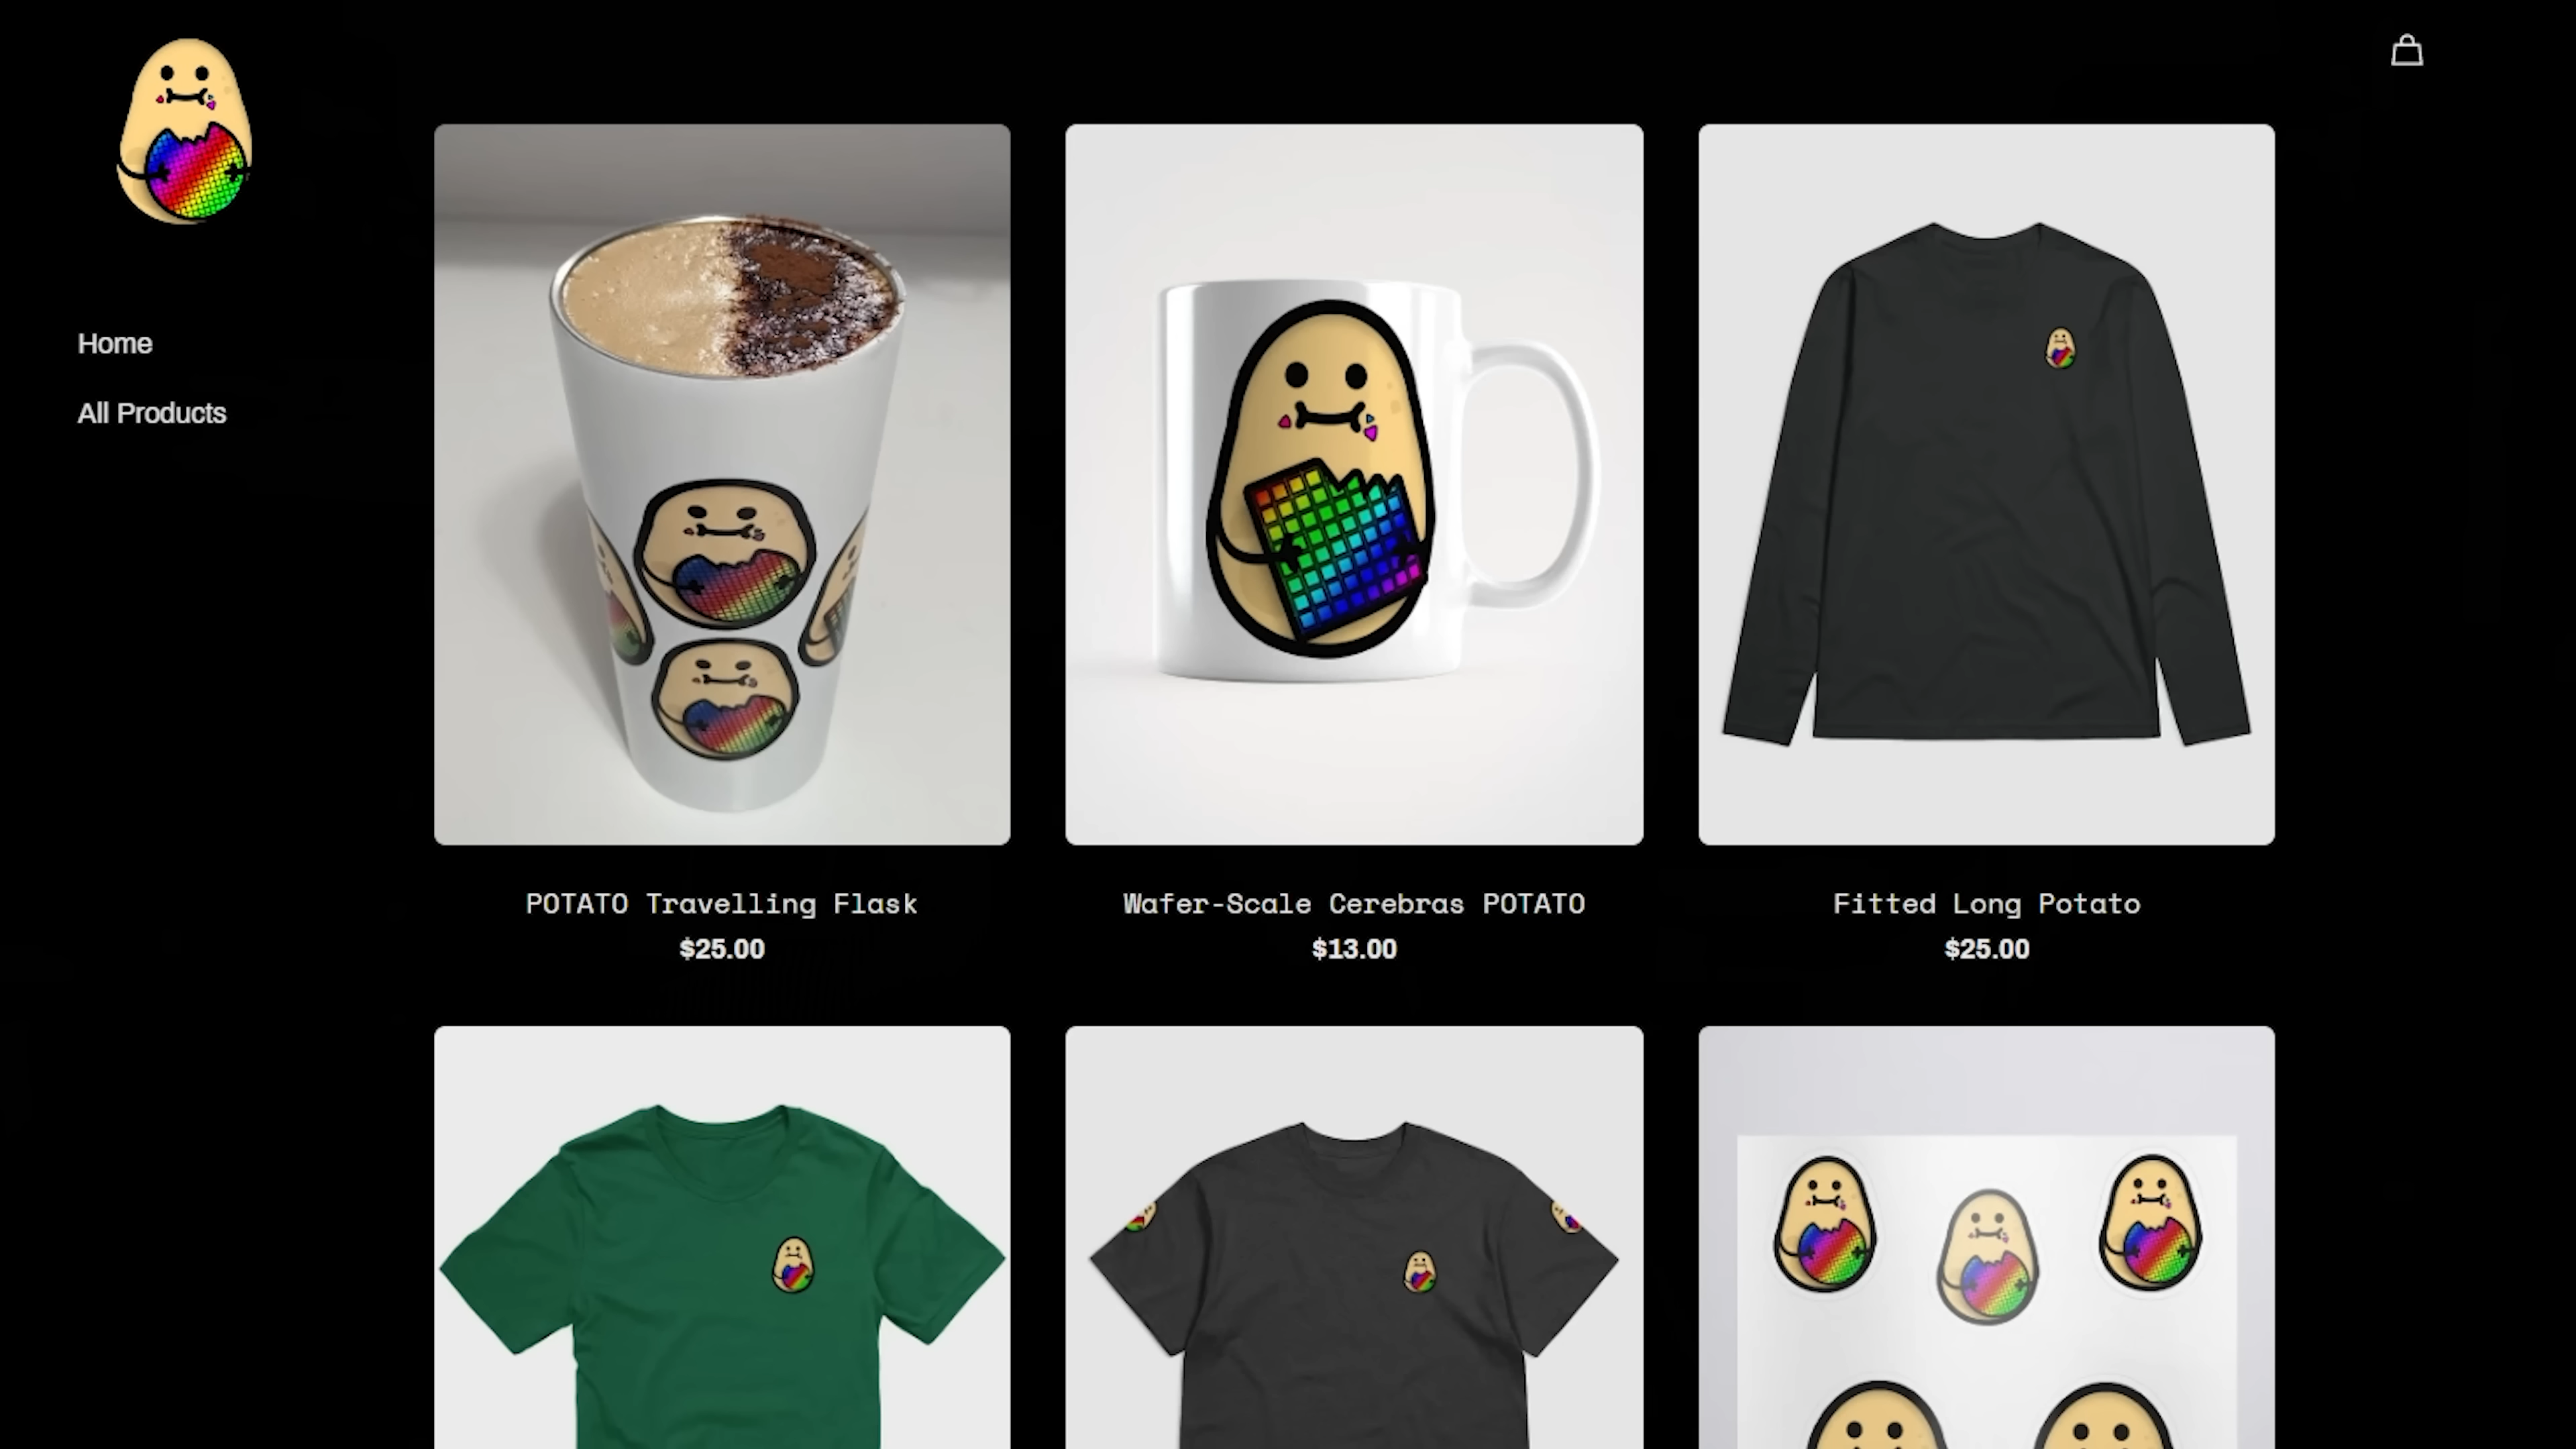 Home
All Products
POTATO Travelling Flask
$25.00
Wafer-Scale Cerebras POTATO
$13.00
Fitted Long Potato
$25.00